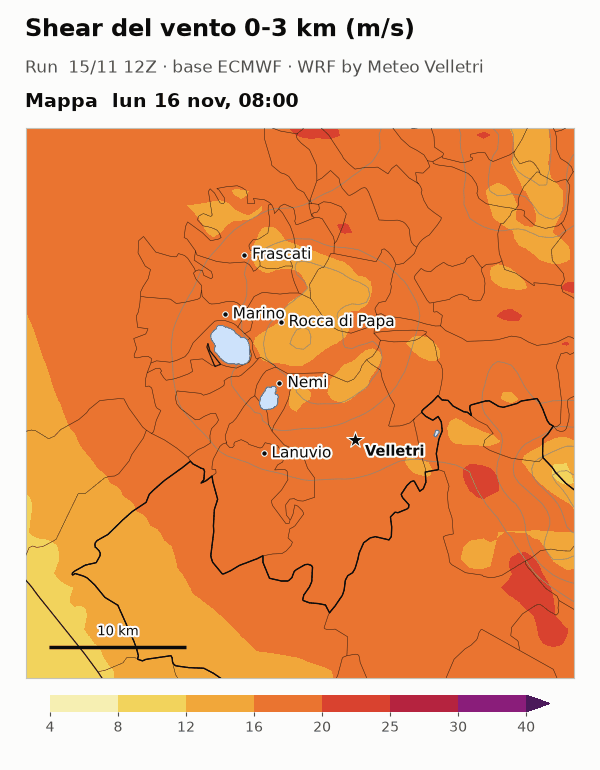 Shear del vento 0-3 km (m/s)
Run  15/11 12Z · base ECMWF · WRF by Meteo Velletri
Mappa  lun 16 nov, 08:00
Frascati
Marino
Rocca di Papa
Nemi
Velletri
Lanuvio
10 km
4 8 12 16 20 25 30 40